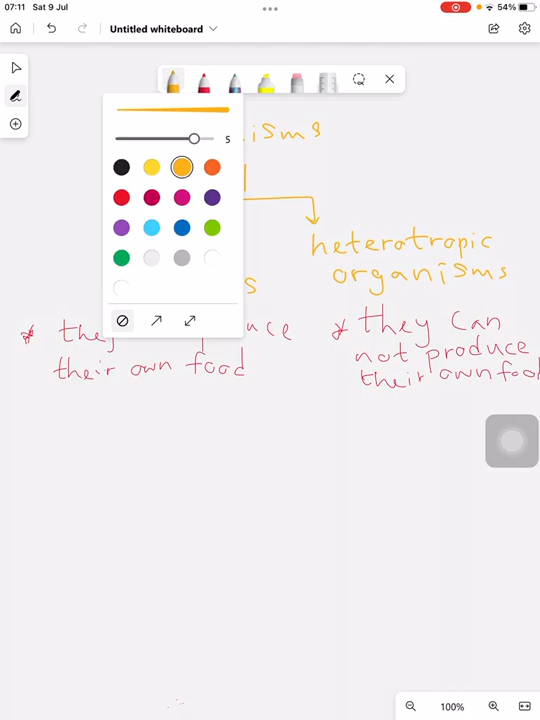 07:11 Sat 9 Jul
54%
Untitled whiteboard
isms
5
heterotropic
organisms
s
they uce
their own food
they can
not produce
their own food
100%